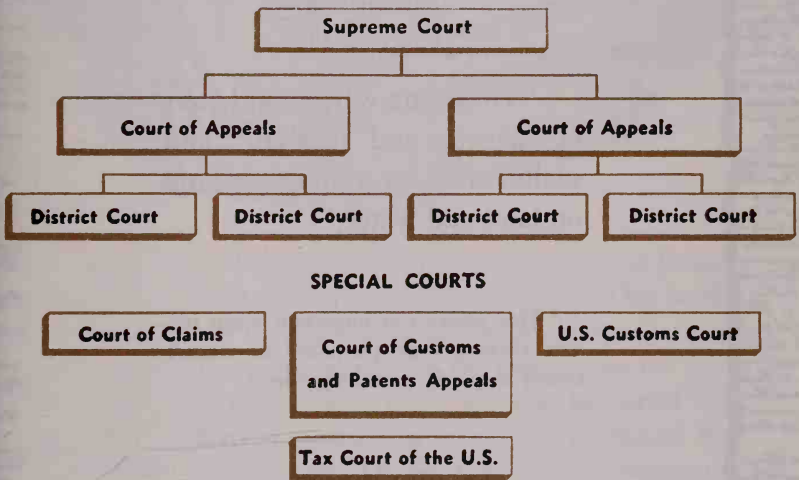 Supreme Court
Court of Appeals
Court of Appeals
District Court
District Court
District Court
District Court
SPECIAL COURTS
Court of Claims
Court of Customs
and Patents Appeals
U.S. Customs Court
Tax Court of the U.S.